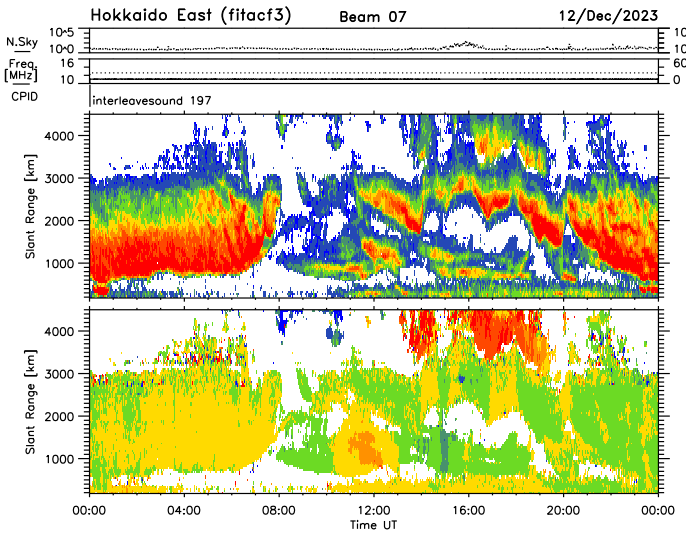 Hokkaido East (fitacf3) Beam 07 12/Dec/2023
N.Sky 10^5 10^0 10^5 10^0
Freq. [MHz] 16 10 60 0
CPID interleavesound 197
Slant Range [km] 4000 3000 2000 1000
Slant Range [km] 4000 3000 2000 1000
00:00 04:00 08:00 12:00 16:00 20:00 00:00
Time UT